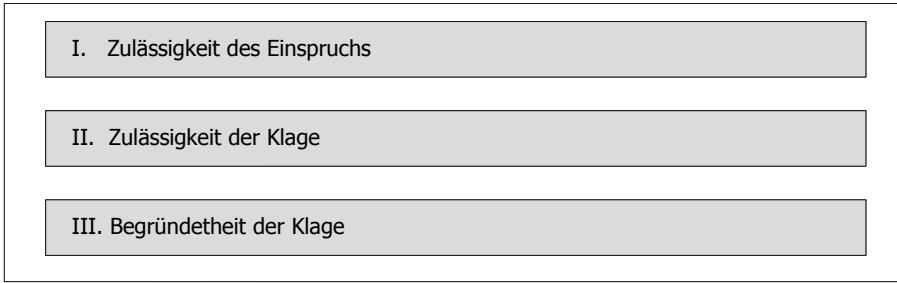 I. Zulässigkeit des Einspruchs
II. Zulässigkeit der Klage
III. Begründetheit der Klage